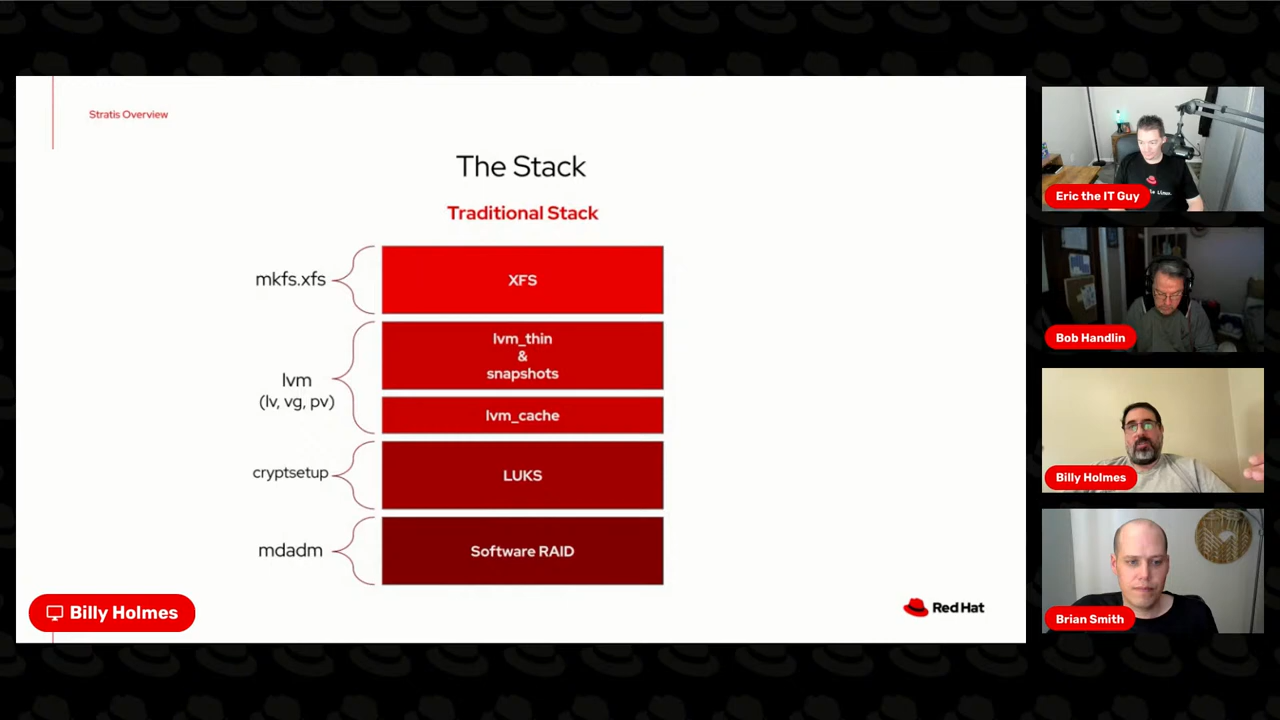 Stratis Overview
The Stack
Traditional Stack
mkfs.xfs
XFS
lvm
(lv, vg, pv)
lvm_thin
&
snapshots
lvm_cache
cryptsetup
LUKS
mdadm
Software RAID
Billy Holmes
Red Hat
Eric the IT Guy
Bob Handlin
Billy Holmes
Brian Smith